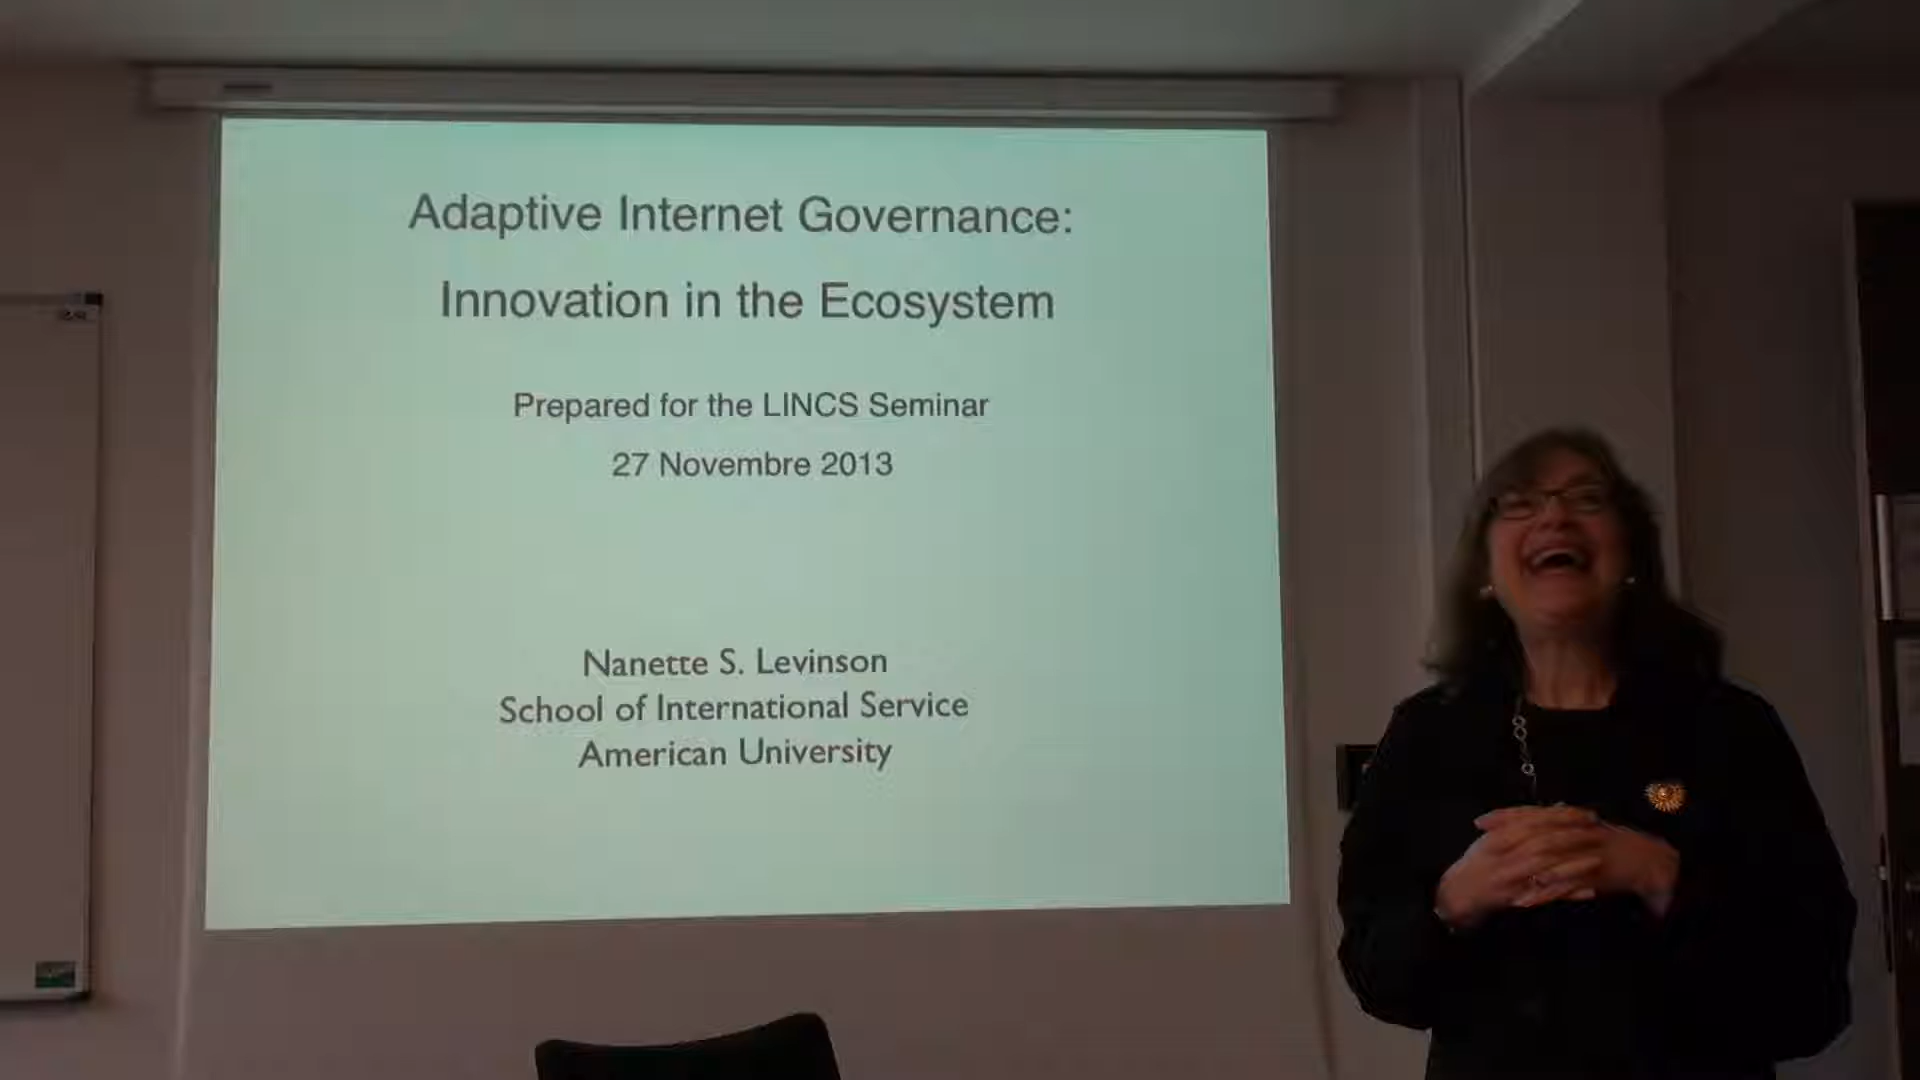 Adaptive Internet Governance:
Innovation in the Ecosystem
Prepared for the LINCS Seminar
27 Novembre 2013
Nanette S. Levinson
School of International Service
American University